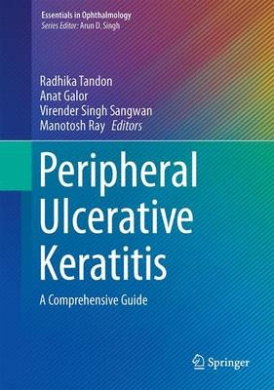 Essentials in Ophthalmology
Series Editor: Arun D. Singh
Radhika Tandon
Anat Galor
Virender Singh Sangwan
Manotosh Ray Editors
Peripheral
Ulcerative
Keratitis
A Comprehensive Guide
Springer